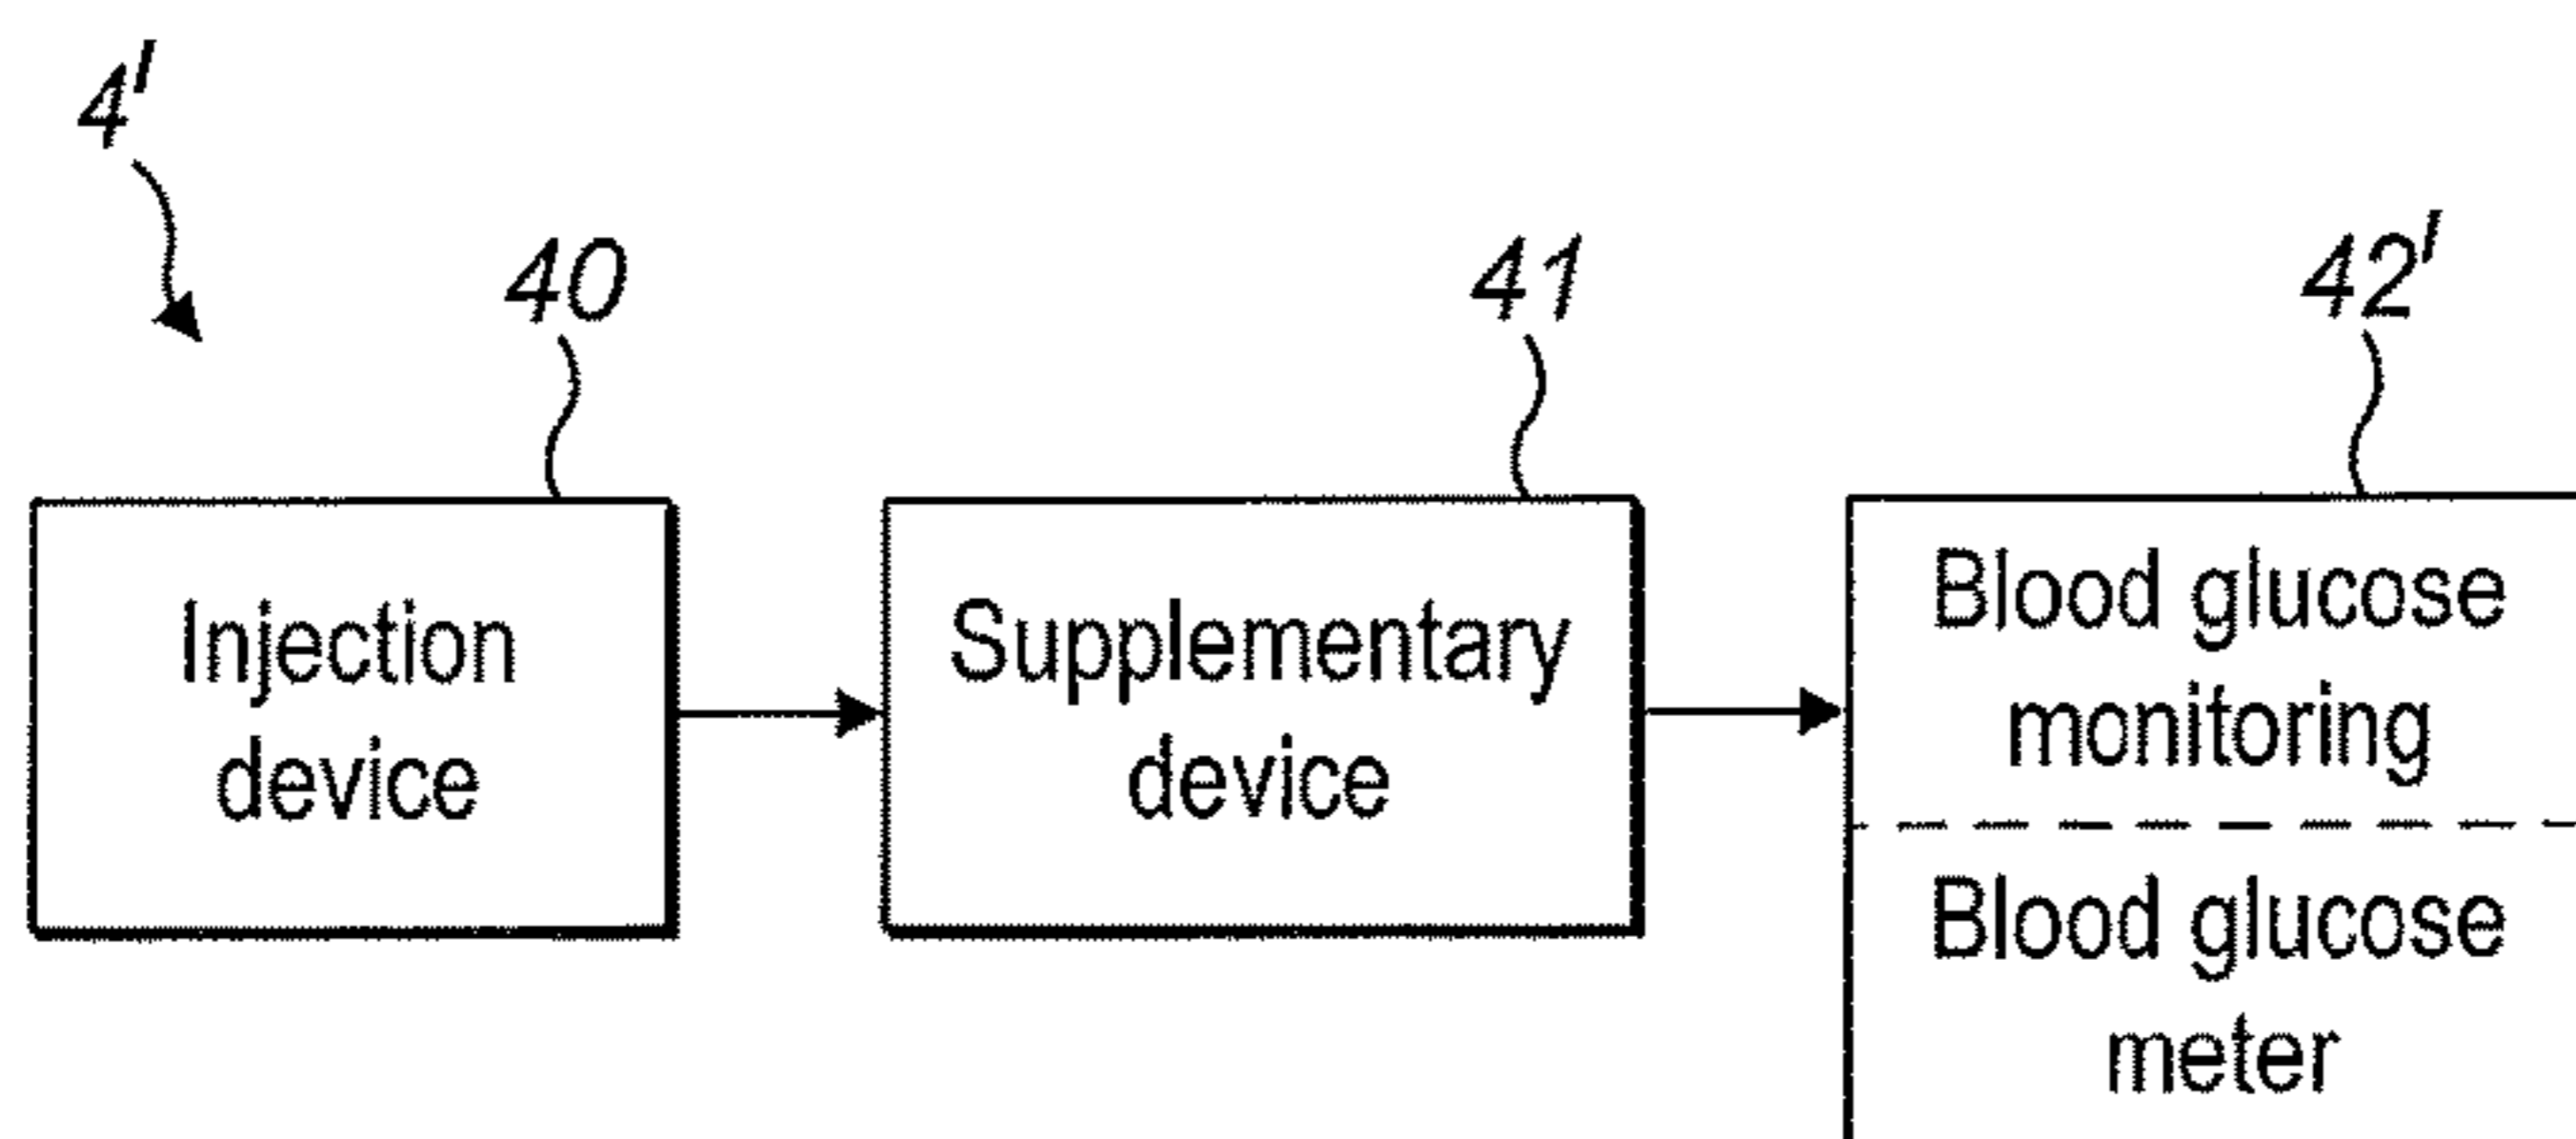 4'
40
41
42'
Injection
device
Supplementary
device
Blood glucose
monitoring
Blood glucose
meter